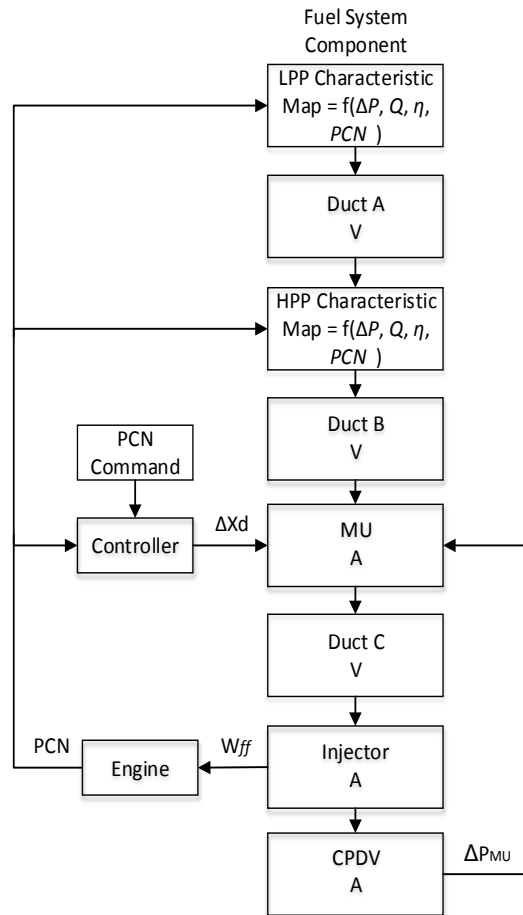 Fuel System
Component
LPP Characteristic
Map = f(ΔP, Q, η,
PCN )
Duct A
V
HPP Characteristic
Map = f(ΔP, Q, η,
PCN )
Duct B
V
PCN
Command
Controller
ΔXd
MU
A
Duct C
V
PCN
Engine
Wff
Injector
A
CPDV
A
ΔPMU